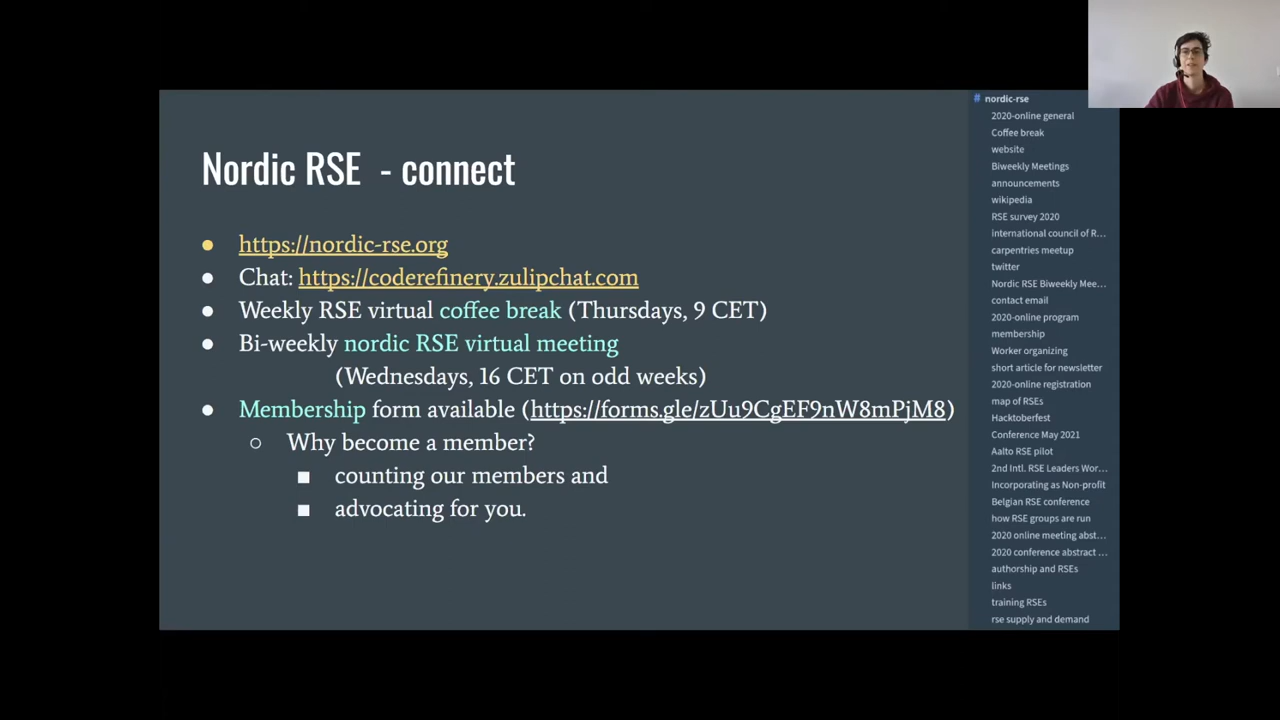 Nordic RSE - connect
● https://nordic-rse.org
● Chat: https://coderefinery.zulipchat.com
● Weekly RSE virtual coffee break (Thursdays, 9 CET)
● Bi-weekly nordic RSE virtual meeting
(Wednesdays, 16 CET on odd weeks)
● Membership form available (https://forms.gle/zUu9CgEF9nW8mPjM8)
○ Why become a member?
■ counting our members and
■ advocating for you.
# nordic-rse
2020-online general
Coffee break
website
Biweekly Meetings
announcements
wikipedia
RSE survey 2020
international council of R...
carpentries meetup
twitter
Nordic RSE Biweekly Mee...
contact email
2020-online program
membership
Worker organizing
short article for newsletter
2020-online registration
map of RSEs
Hacktoberfest
Conference May 2021
Aalto RSE pilot
2nd Intl. RSE Leaders Wor...
Incorporating as Non-profit
Belgian RSE conference
how RSE groups are run
2020 online meeting abst...
2020 conference abstract ...
authorship and RSEs
links
training RSEs
rse supply and demand